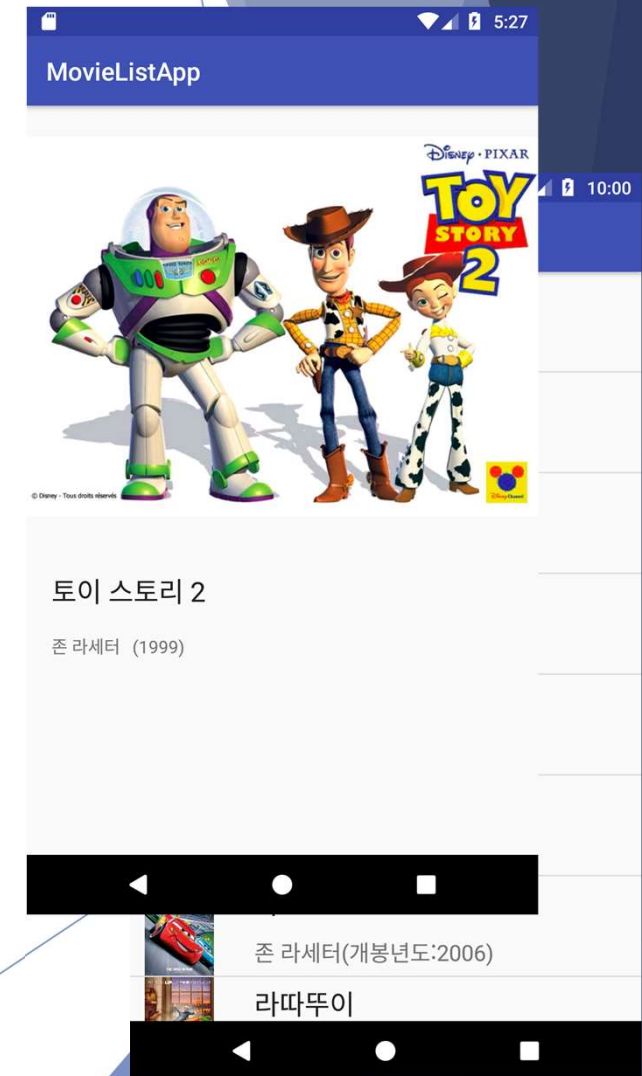 5:27
MovieListApp
Disney · PIXAR
TOY
STORY
2
10:00
© Disney - Tous droits réservés
Disney Channel
토이 스토리 2
존 라세터 (1999)
존 라세터(개봉년도:2006)
라따뚜이